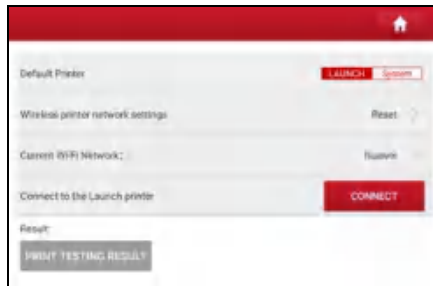 Default Printer
LAUNCH System
Wireless printer network settings
Reset
Current WiFi Network:
Connect to the Launch printer
CONNECT
Result:
PRINT TESTING RESULT